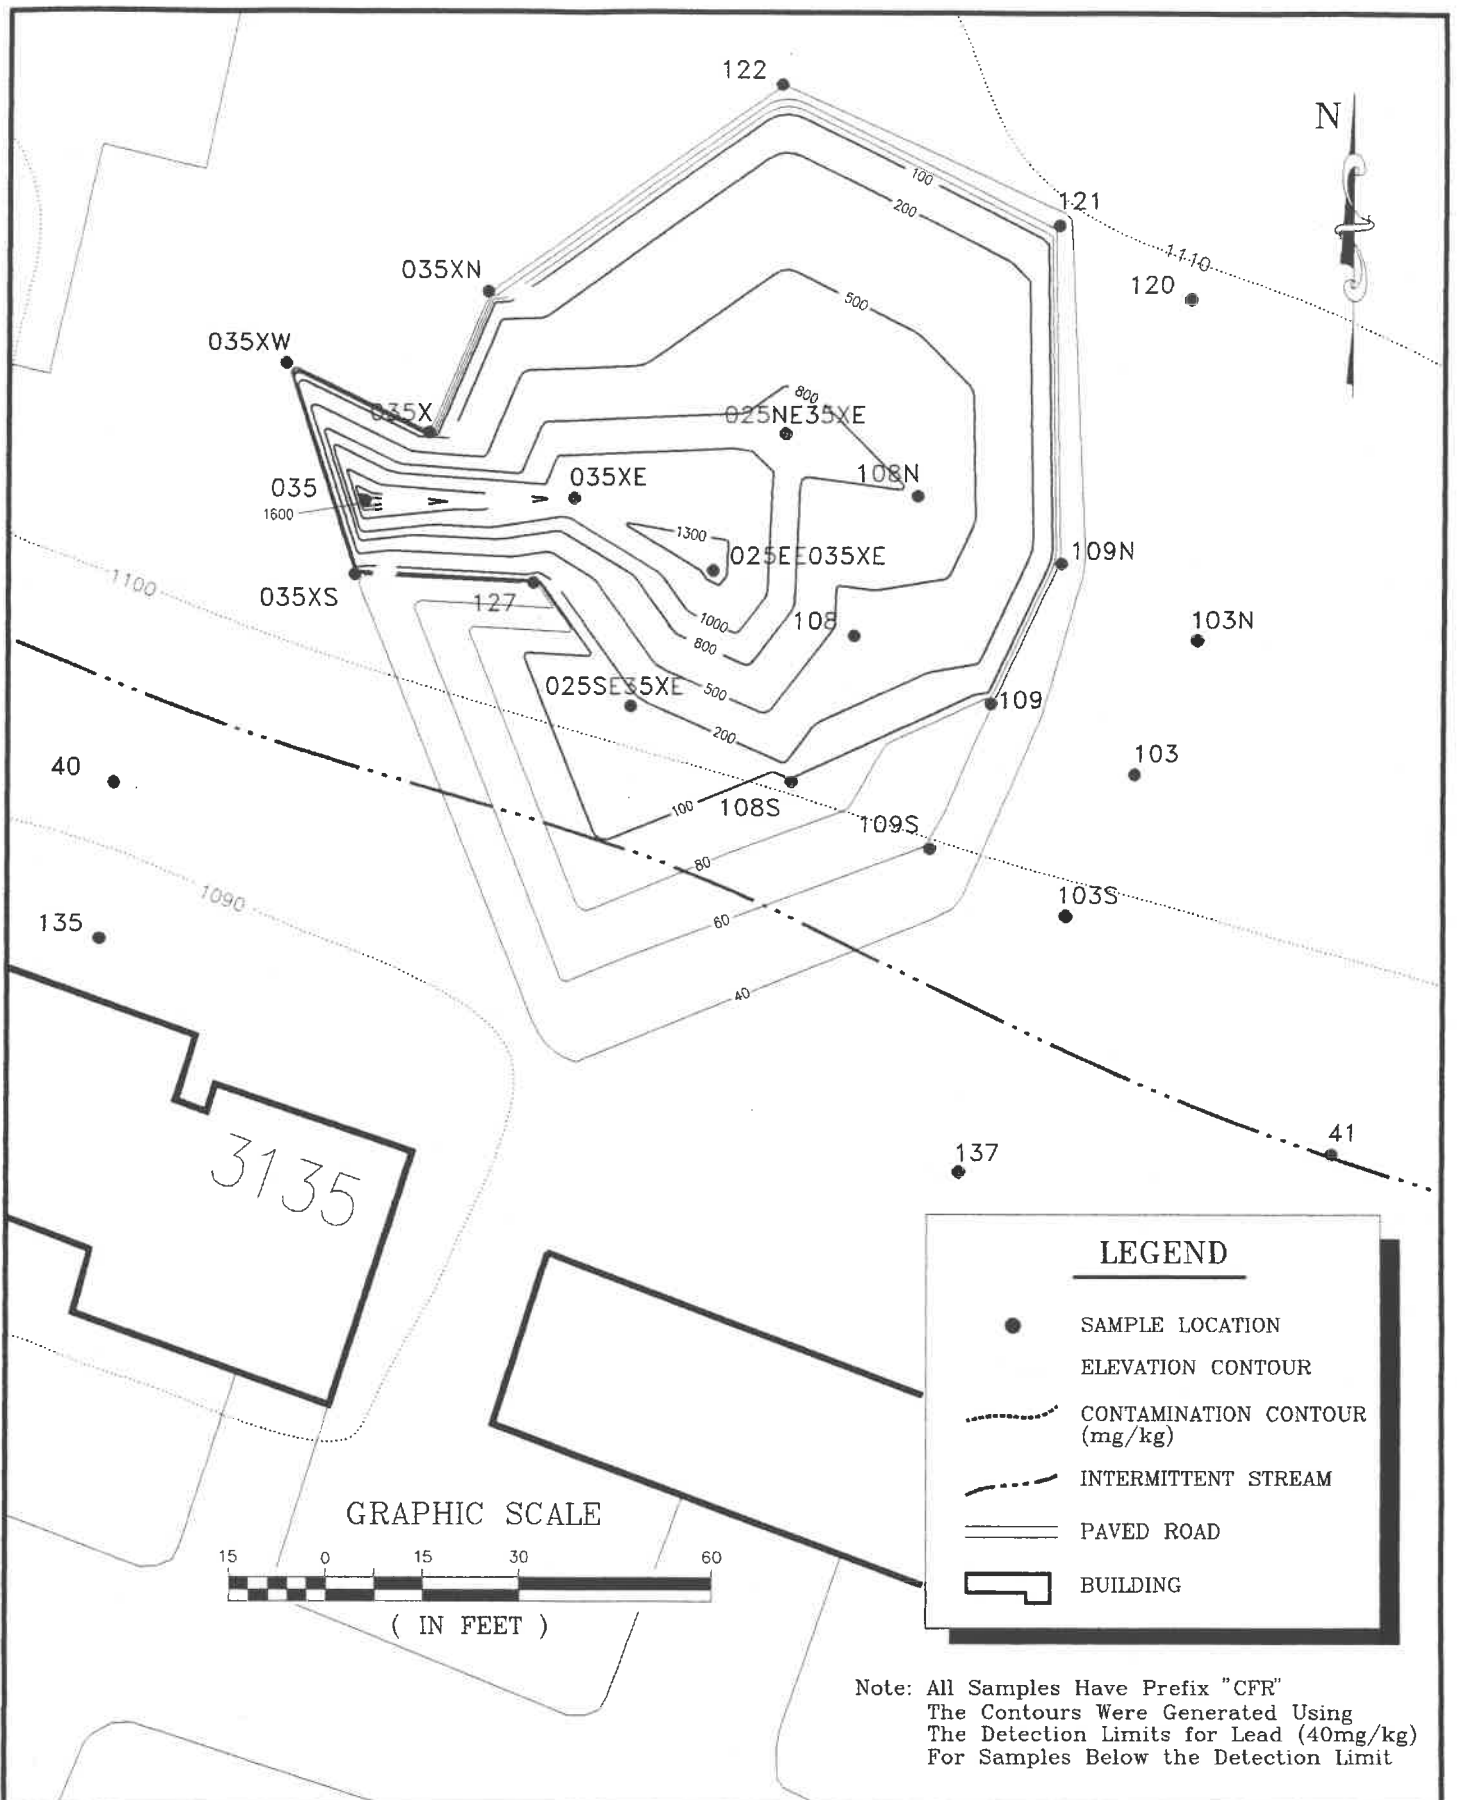 122
N
100
121
200
1110
035XN
120
500
035XW
800
035X
025NE35XE
035
035XE
108N
1600
1300
025EE035XE
109N
1100
035XS
127
1000
108
103N
800
025SE35XE
500
109
200
40
103
100
108S
109S
80
1090
103S
135
60
40
3135
41
137
LEGEND
SAMPLE LOCATION
ELEVATION CONTOUR
CONTAMINATION CONTOUR
(mg/kg)
INTERMITTENT STREAM
PAVED ROAD
BUILDING
GRAPHIC SCALE
15 0 15 30 60
( IN FEET )
Note: All Samples Have Prefix "CFR"
The Contours Were Generated Using
The Detection Limits for Lead (40mg/kg)
For Samples Below the Detection Limit